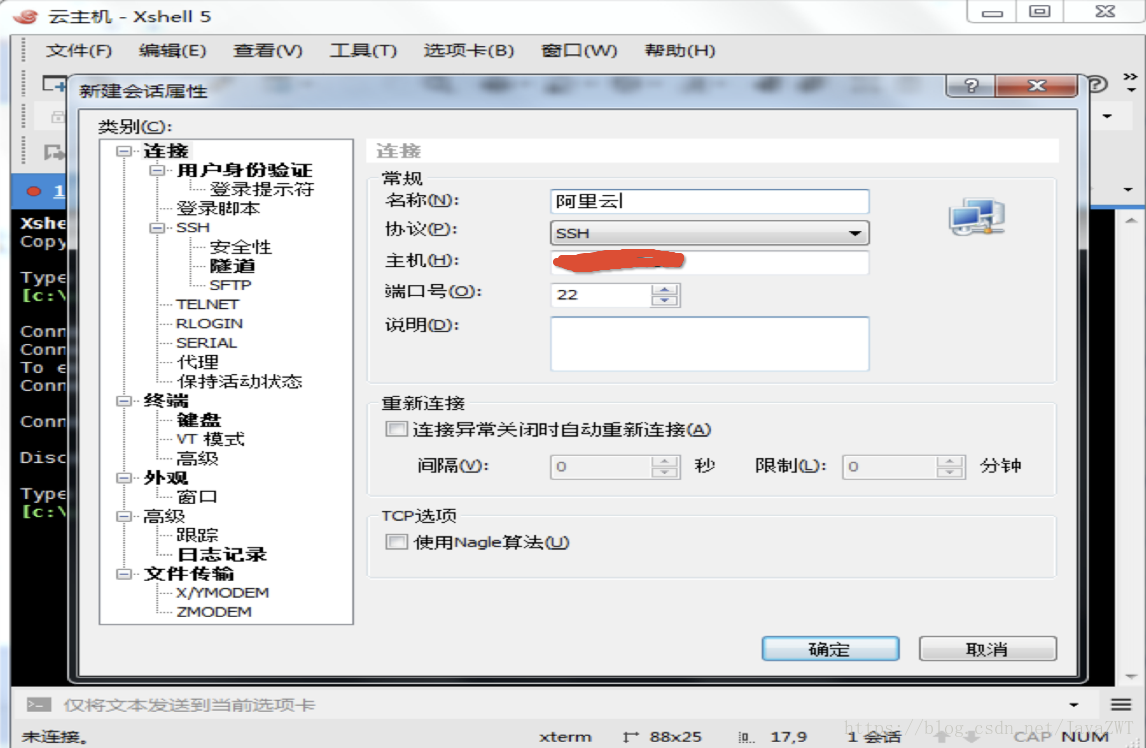 云主机 - Xshell 5
文件(F) 编辑(E) 查看(V) 工具(T) 选项卡(B) 窗口(W) 帮助(H)
新建会话属性
类别(C):
连接
用户身份验证
登录提示符
登录脚本
SSH
安全性
隧道
SFTP
TELNET
RLOGIN
SERIAL
代理
保持活动状态
终端
键盘
VT 模式
高级
外观
窗口
高级
跟踪
日志记录
文件传输
X/YMODEM
ZMODEM
连接
常规
名称(N): 阿里云
协议(P): SSH
主机(H):
端口号(O): 22
说明(D):
重新连接
连接异常关闭时自动重新连接(A)
间隔(V): 0 秒 限制(L): 0 分钟
TCP选项
使用Nagle算法(U)
确定 取消
1
Xshe
Copy
Type
[c:\
Conn
Conn
To e
Conn
Conn
Disc
Type
[c:\
仅将文本发送到当前选项卡
未连接。 xterm 88x25 17,9 1 会话 CAP NUM
https://blog.csdn.net/JavaZWT